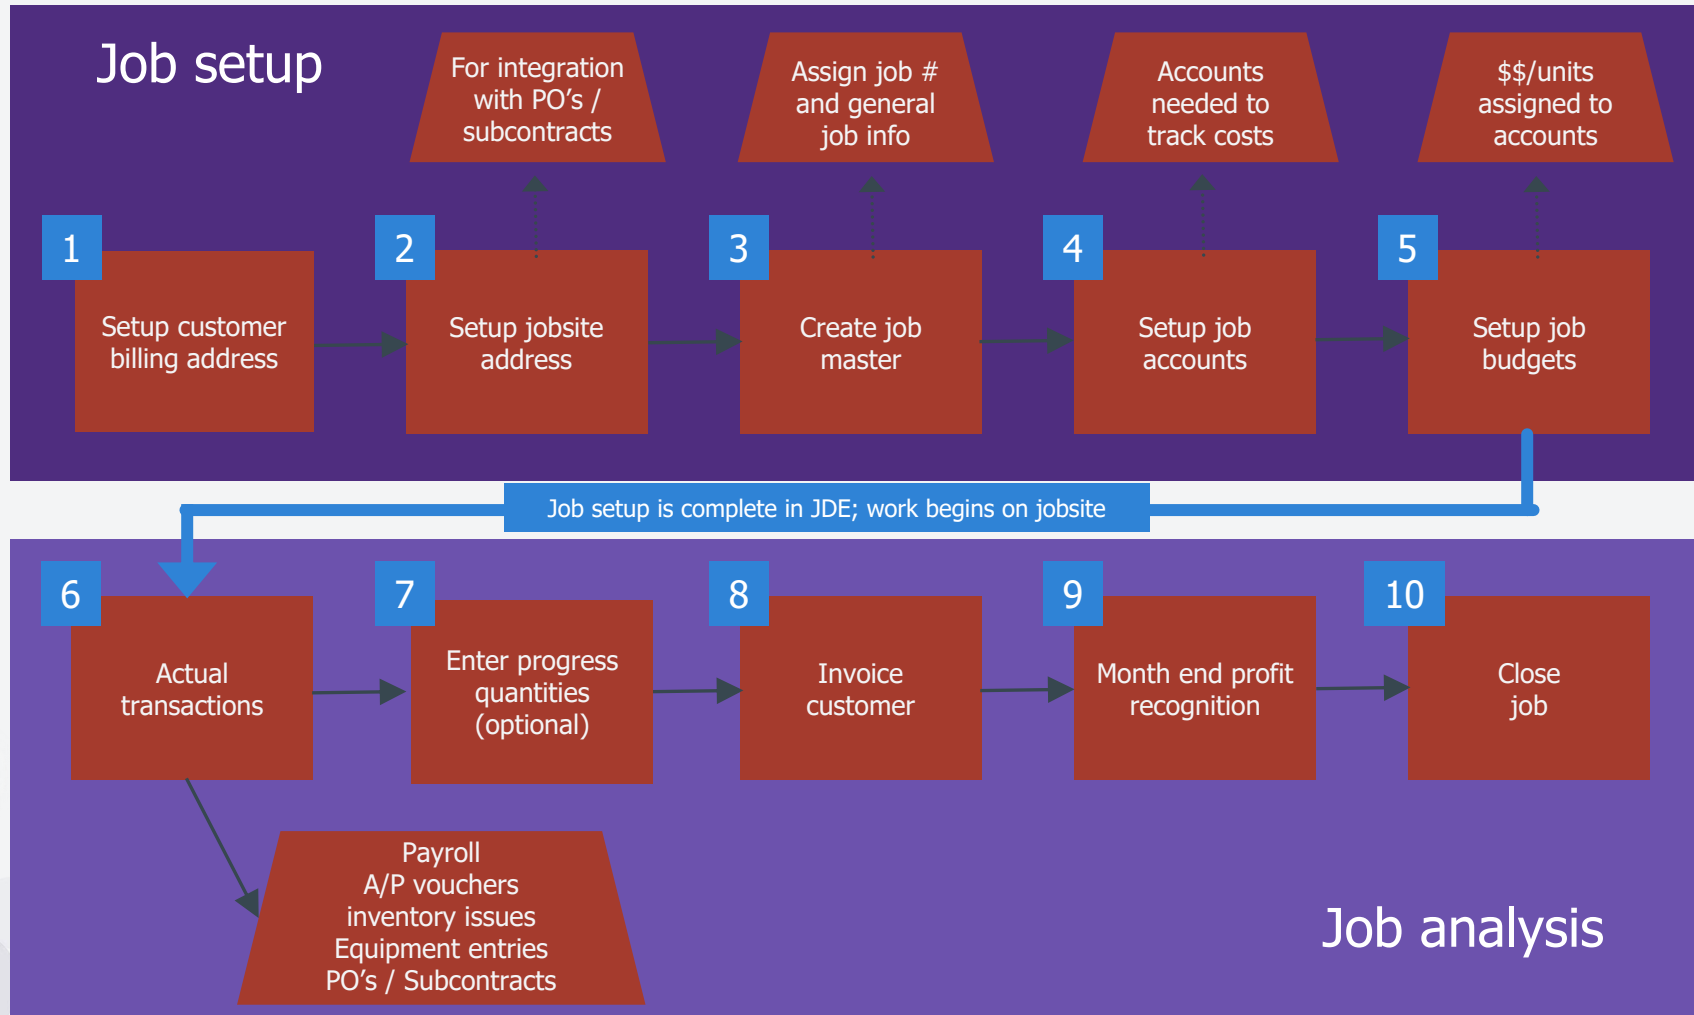 Job setup
For integration
with PO's /
subcontracts
Assign job #
and general
job info
Accounts
needed to
track costs
$$/units
assigned to
accounts
1
Setup customer
billing address
2
Setup jobsite
address
3
Create job
master
4
Setup job
accounts
5
Setup job
budgets
Job setup is complete in JDE; work begins on jobsite
6
Actual
transactions
7
Enter progress
quantities
(optional)
8
Invoice
customer
9
Month end profit
recognition
10
Close
job
Payroll
A/P vouchers
inventory issues
Equipment entries
PO's / Subcontracts
Job analysis